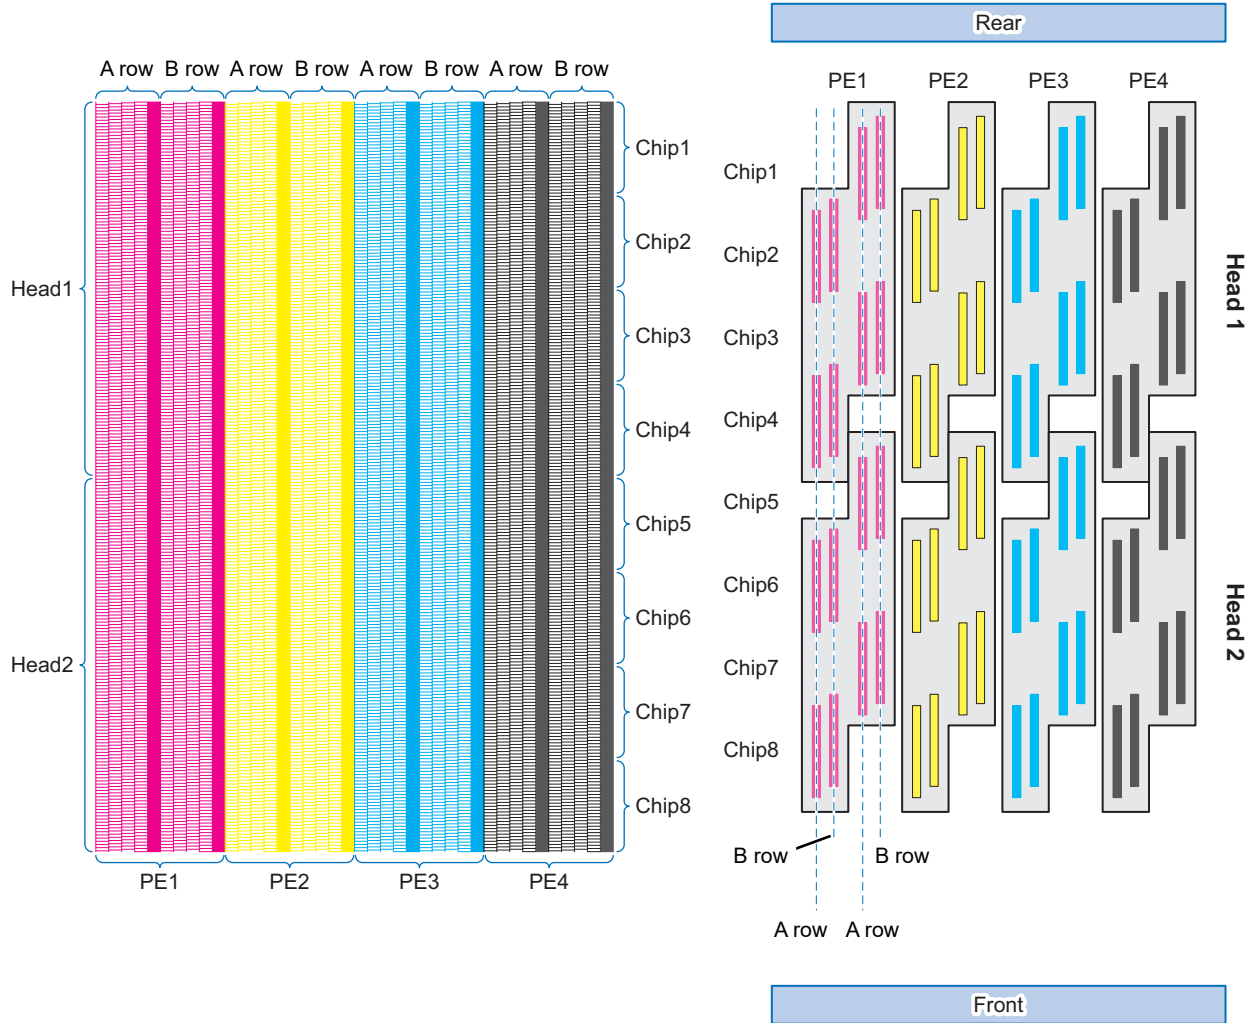 Rear
A row B row A row B row A row B row A row B row
PE1 PE2 PE3 PE4
Head1
Head2
Chip1
Chip2
Chip3
Chip4
Chip5
Chip6
Chip7
Chip8
PE1 PE2 PE3 PE4
Chip1
Chip2
Chip3
Chip4
Chip5
Chip6
Chip7
Chip8
Head 1
Head 2
B row B row
A row A row
Front